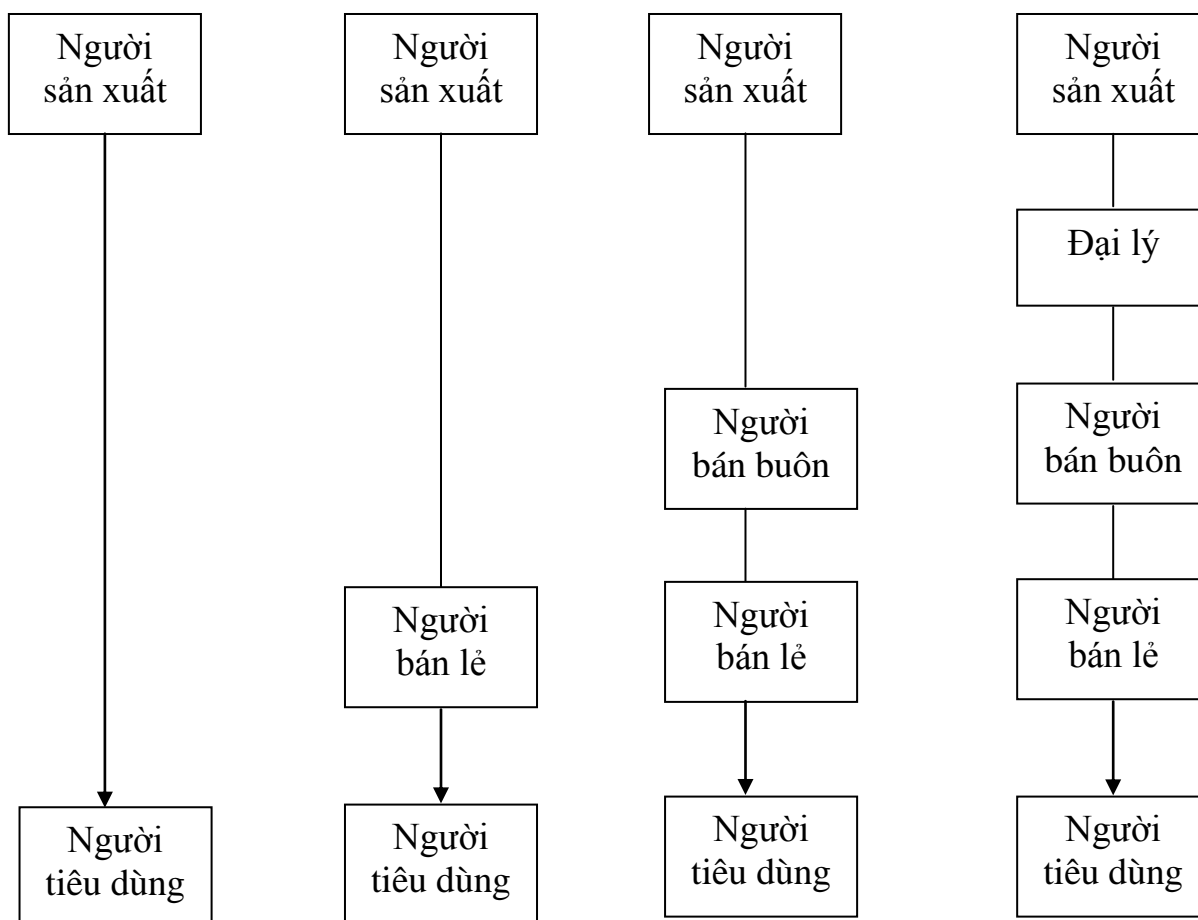 Người
sản xuất
Người
sản xuất
Người
sản xuất
Người
sản xuất
Đại lý
Người
bán buôn
Người
bán buôn
Người
bán lẻ
Người
bán lẻ
Người
bán lẻ
Người
tiêu dùng
Người
tiêu dùng
Người
tiêu dùng
Người
tiêu dùng